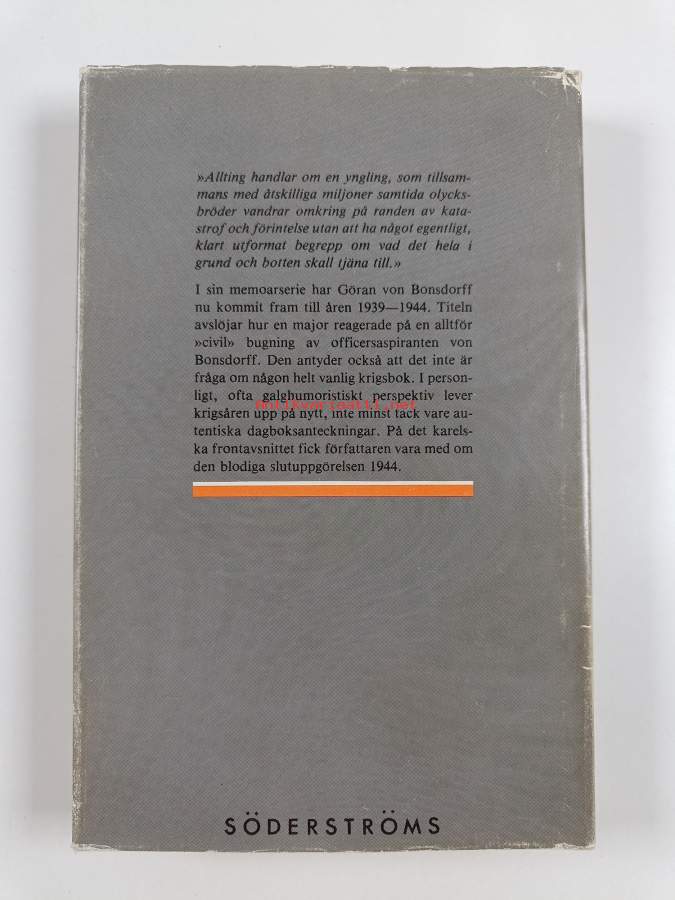 »Allting handlar om en yngling, som tillsam-
mans med åtskilliga miljoner samtida olycks-
bröder vandrar omkring på randen av kata-
strof och förintelse utan att ha något egentligt,
klart utformat begrepp om vad det hela i
grund och botten skall tjäna till.»
I sin memoarserie har Göran von Bonsdorff
nu kommit fram till åren 1939—1944. Titeln
avslöjar hur en major reagerade på en alltför
»civil» bugning av officersaspiranten von
Bonsdorff. Den antyder också att det inte är
fråga om någon helt vanlig krigsbok. I person-
ligt, ofta galghumoristiskt perspektiv lever
antikvariaatti.net
krigsåren upp på nytt, inte minst tack vare au-
tentiska dagboksanteckningar. På det karels-
ka frontavsnittet fick författaren vara med om
den blodiga slutuppgörelsen 1944.
SÖDERSTRÖMS